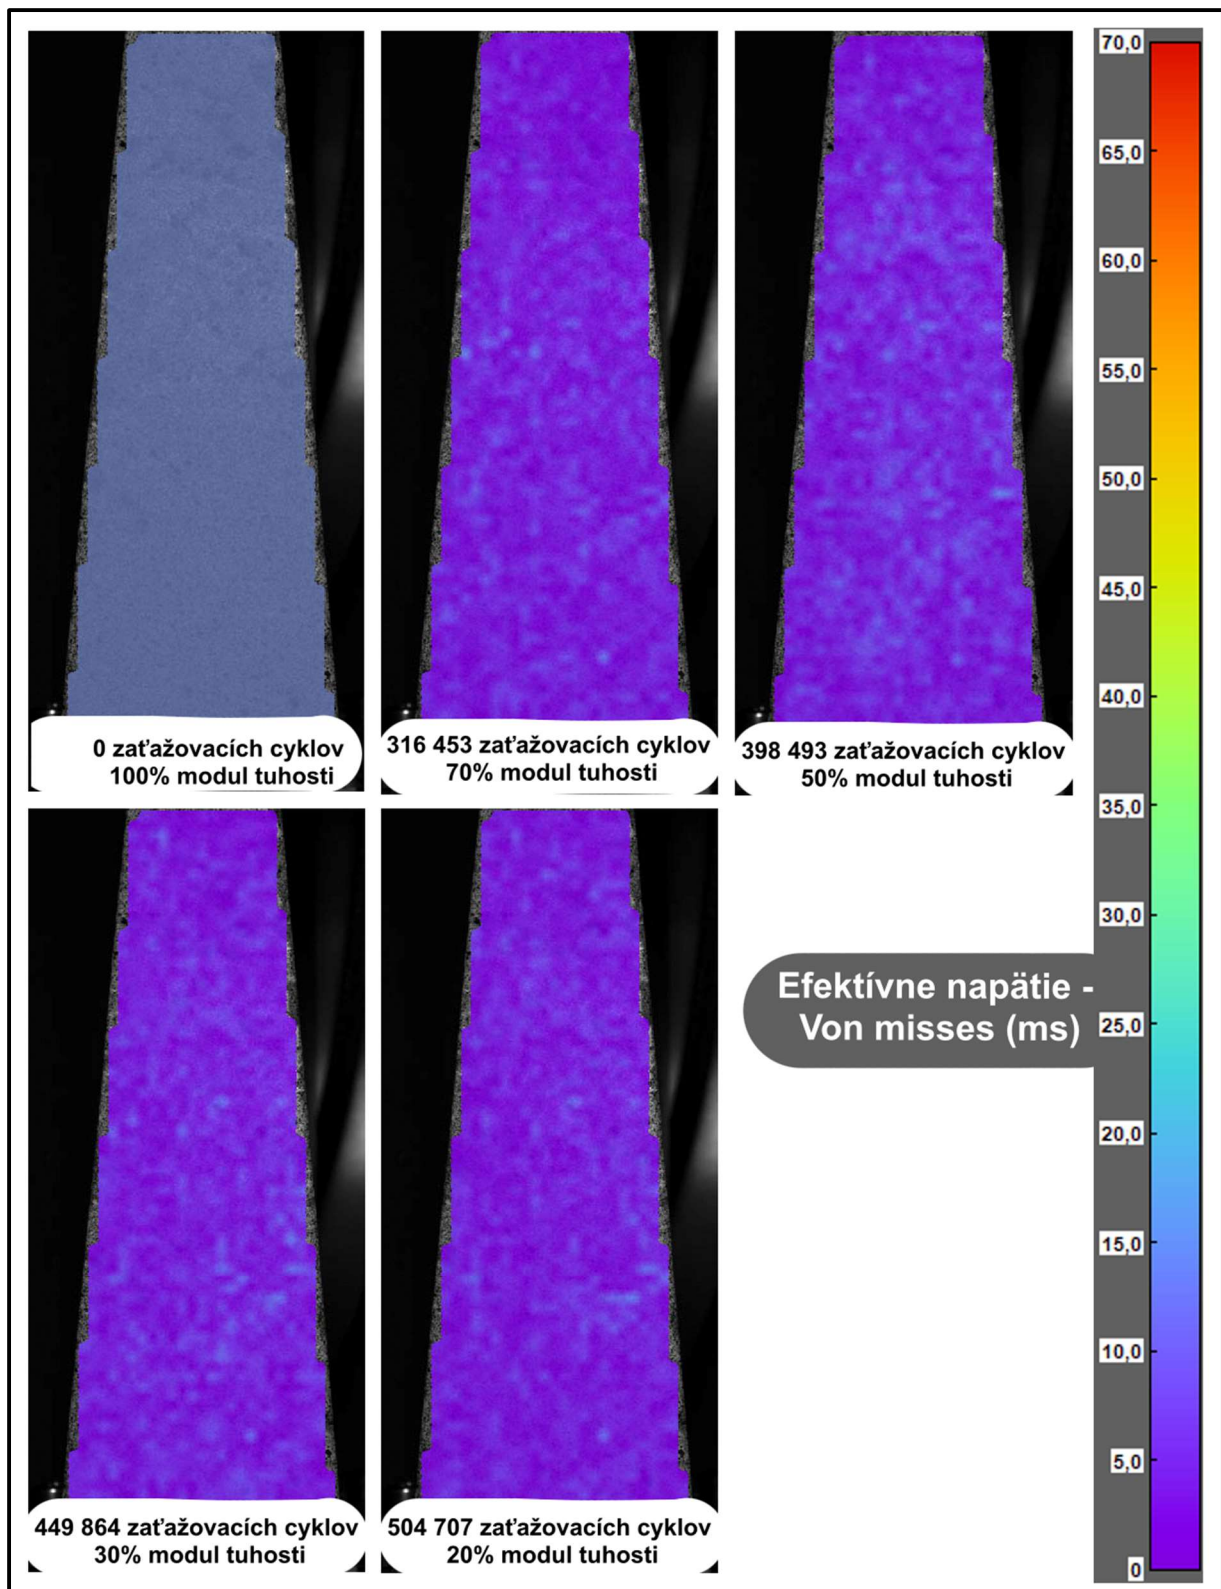 0 zaťažovacích cyklov
100% modul tuhosti
316 453 zaťažovacích cyklov
70% modul tuhosti
398 493 zaťažovacích cyklov
50% modul tuhosti
449 864 zaťažovacích cyklov
30% modul tuhosti
504 707 zaťažovacích cyklov
20% modul tuhosti
Efektívne napätie -
Von misses (ms)
70,0
65,0
60,0
55,0
50,0
45,0
40,0
35,0
30,0
25,0
20,0
15,0
10,0
5,0
0